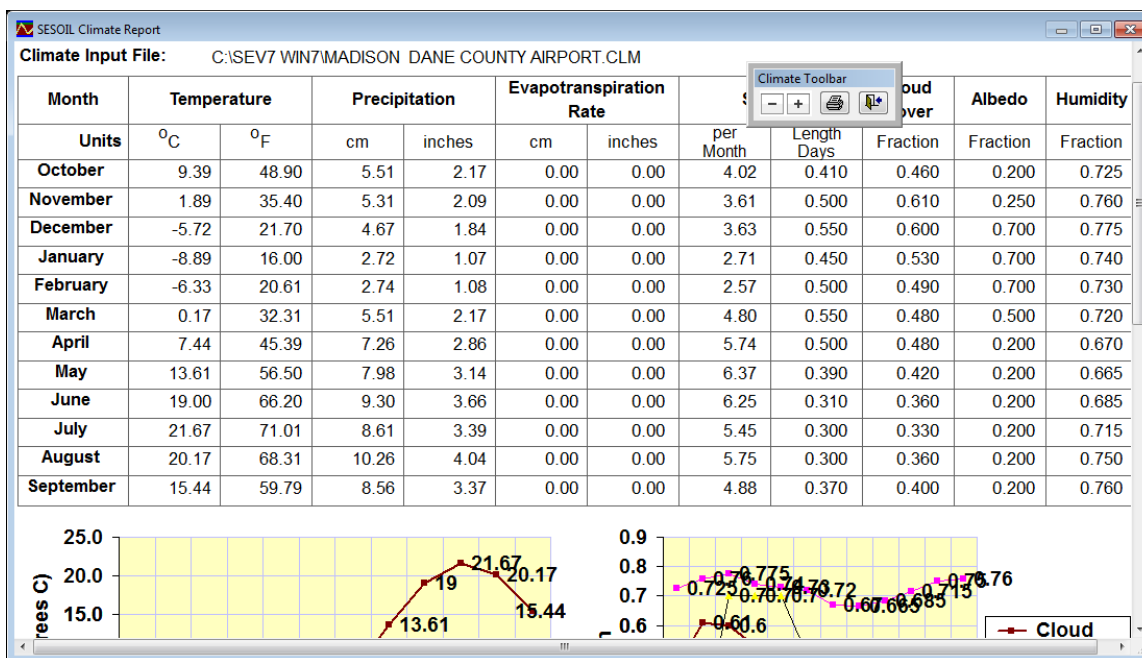 SESOIL Climate Report
Climate Input File: C:\SEV7 WIN7\MADISON DANE COUNTY AIRPORT.CLM
Climate Toolbar
Month Temperature Precipitation Evapotranspiration Rate Albedo Humidity
Units °C °F cm inches cm inches per Month Length Days Fraction Fraction Fraction
October 9.39 48.90 5.51 2.17 0.00 0.00 4.02 0.410 0.460 0.200 0.725
November 1.89 35.40 5.31 2.09 0.00 0.00 3.61 0.500 0.610 0.250 0.760
December -5.72 21.70 4.67 1.84 0.00 0.00 3.63 0.550 0.600 0.700 0.775
January -8.89 16.00 2.72 1.07 0.00 0.00 2.71 0.450 0.530 0.700 0.740
February -6.33 20.61 2.74 1.08 0.00 0.00 2.57 0.500 0.490 0.700 0.730
March 0.17 32.31 5.51 2.17 0.00 0.00 4.80 0.550 0.480 0.500 0.720
April 7.44 45.39 7.26 2.86 0.00 0.00 5.74 0.500 0.480 0.200 0.670
May 13.61 56.50 7.98 3.14 0.00 0.00 6.37 0.390 0.420 0.200 0.665
June 19.00 66.20 9.30 3.66 0.00 0.00 6.25 0.310 0.360 0.200 0.685
July 21.67 71.01 8.61 3.39 0.00 0.00 5.45 0.300 0.330 0.200 0.715
August 20.17 68.31 10.26 4.04 0.00 0.00 5.75 0.300 0.360 0.200 0.750
September 15.44 59.79 8.56 3.37 0.00 0.00 4.88 0.370 0.400 0.200 0.760
25.0
20.0
15.0
21.67
20.17
19
15.44
13.61
0.9
0.8
0.7
0.6
0.775
0.76
0.725
0.72
0.685
0.715
0.76
0.61
0.6
Cloud